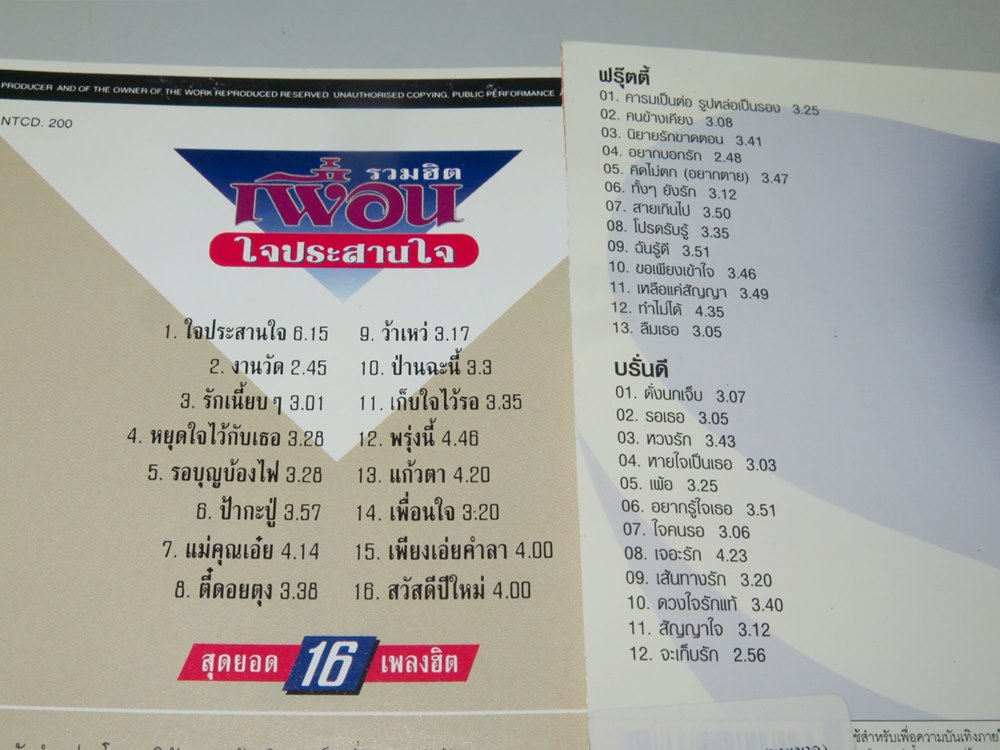 PRODUCER AND OF THE OWNER OF THE WORK REPRODUCED RESERVED UNAUTHORISED COPYING, PUBLIC PERFORMANCE
NTCD. 200
รวมฮิต
เพื่อน
ใจประสานใจ
1. ใจประสานใจ 6.15
2. งานวัด 2.45
3. รักเนี้ยบ ๆ 3.01
4. หยุดใจไว้กับเธอ 3.28
5. รอบุญบ้องไฟ 3.28
6. ป้ากะปู่ 3.57
7. แม่คุณเอ๋ย 4.14
8. ตี๋ดอยตุง 3.38
9. ว้าเหว่ 3.17
10. ป่านฉะนี้ 3.3
11. เก็บใจไว้รอ 3.35
12. พรุ่งนี้ 4.46
13. แก้วตา 4.20
14. เพื่อนใจ 3:20
15. เพียงเอ่ยคำลา 4.00
16. สวัสดีปีใหม่ 4.00
สุดยอด 16 เพลงฮิต
ฟรุ๊ตตี้
01. คารมเป็นต่อ รูปหล่อเป็นรอง 3.25
02. คนข้างเคียง 3.08
03. นิยายรักขาดตอน 3.41
04. อยากบอกรัก 2.48
05. คิดไม่ตก (อยากตาย) 3.47
06. ทั้งๆ ยังรัก 3.12
07. สายเกินไป 3.50
08. โปรดรับรู้ 3.35
09. ฉันรู้ดี 3.51
10. ขอเพียงเข้าใจ 3.46
11. เหลือแค่สัญญา 3.49
12. ทำไม่ได้ 4.35
13. ลืมเธอ 3.05
บรั่นดี
01. ดั่งนกเจ็บ 3.07
02. รอเธอ 3.05
03. หวงรัก 3.43
04. หายใจเป็นเธอ 3.03
05. เพ้อ 3.25
06. อยากรู้ใจเธอ 3.51
07. ใจคนรอ 3.06
08. เจอะรัก 4.23
09. เส้นทางรัก 3.20
10. ดวงใจรักแท้ 3.40
11. สัญญาใจ 3.12
12. จะเก็บรัก 2.56
ใช้สำหรับเพื่อความบันเทิงภายใ